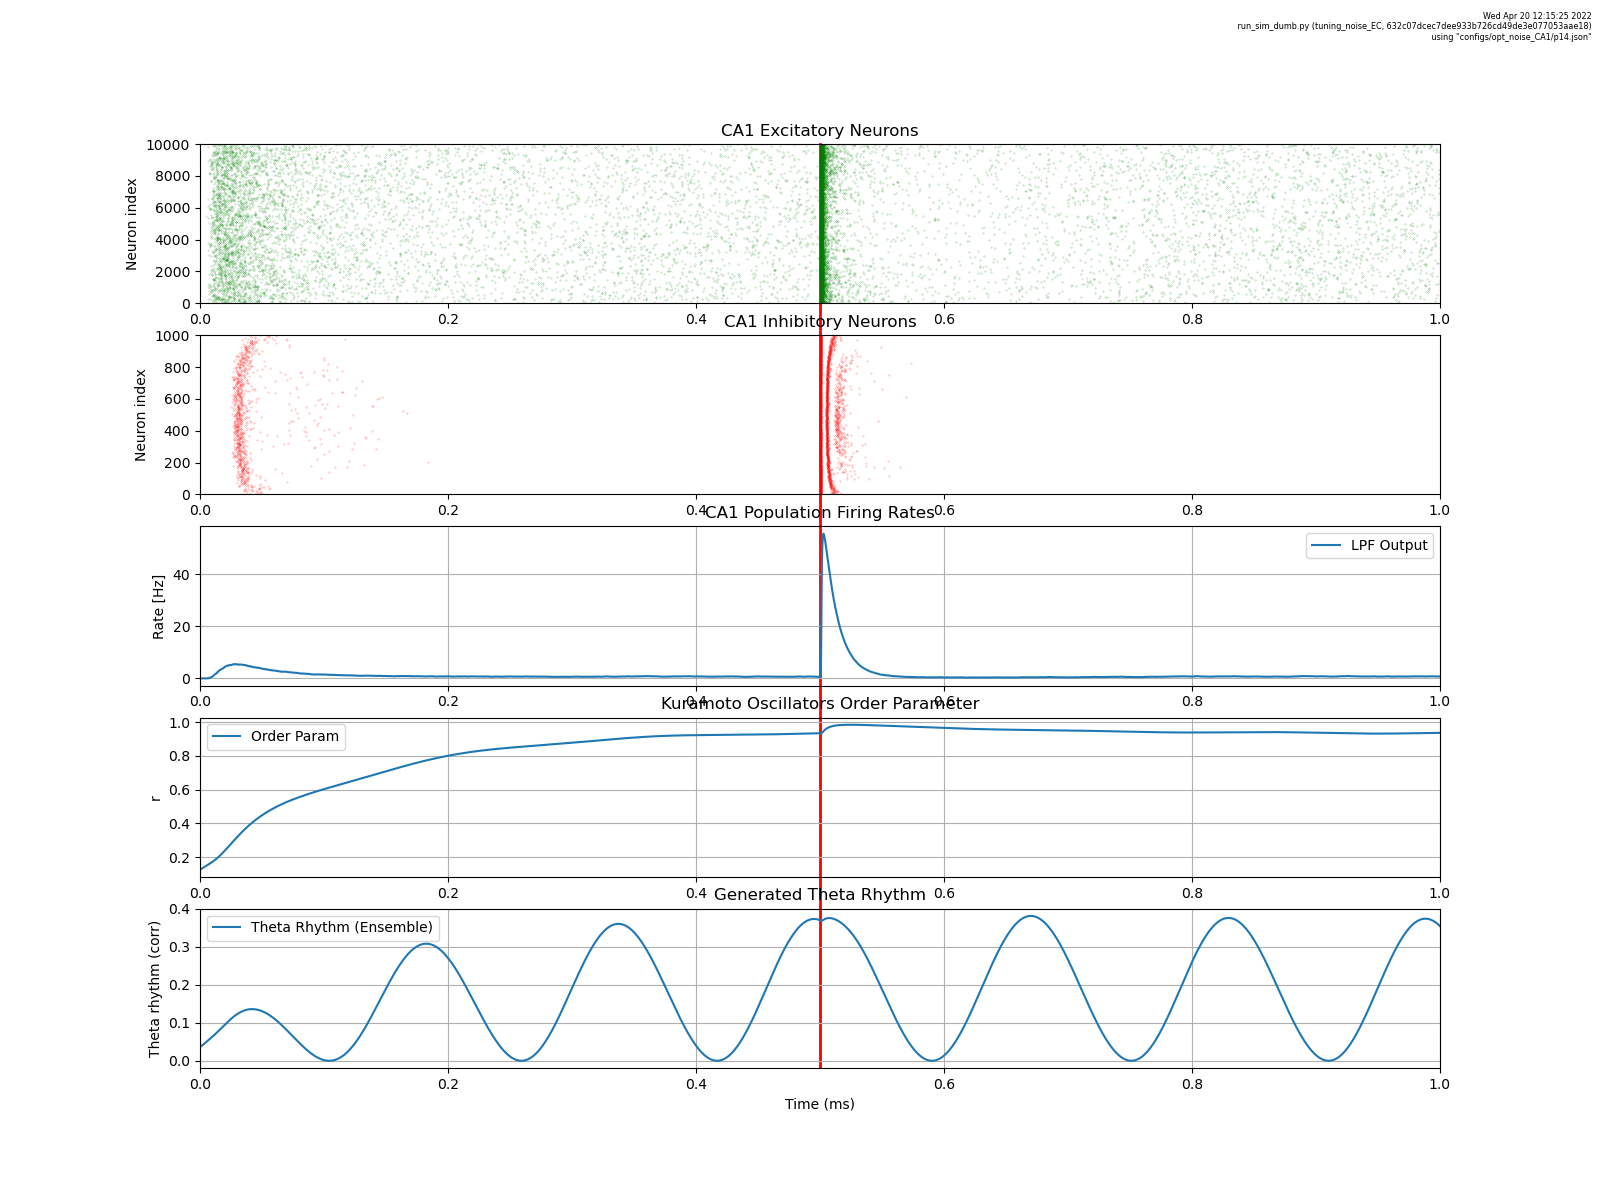 Wed Apr 20 12:15:25 2022
run_sim_dumb.py (tuning_noise_EC, 632c07dcec7dee933b726cd49de3e077053aae18)
using "configs/opt_noise_CA1/p14.json"
CA1 Excitatory Neurons
Neuron index
10000
8000
6000
4000
2000
0
0.0 0.2 0.4 0.6 0.8 1.0
CA1 Inhibitory Neurons
Neuron index
1000
800
600
400
200
0
0.0 0.2 0.4 0.6 0.8 1.0
CA1 Population Firing Rates
Rate [Hz]
40
20
0
LPF Output
0.0 0.2 0.4 0.6 0.8 1.0
Kuramoto Oscillators Order Parameter
r
1.0
0.8
0.6
0.4
0.2
Order Param
0.0 0.2 0.4 0.6 0.8 1.0
Generated Theta Rhythm
Theta rhythm (corr)
0.4
0.3
0.2
0.1
0.0
Theta Rhythm (Ensemble)
0.0 0.2 0.4 0.6 0.8 1.0
Time (ms)